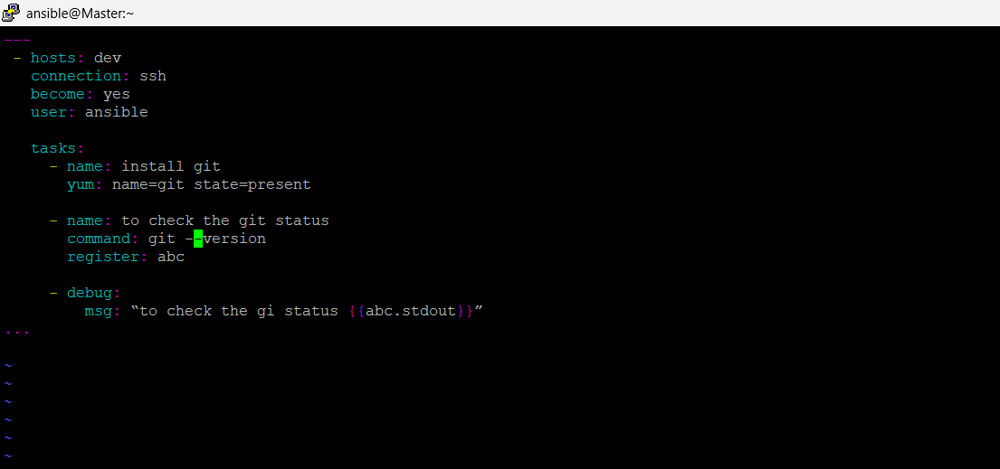 ansible@Master:~
---
 - hosts: dev
   connection: ssh
   become: yes
   user: ansible

   tasks:
     - name: install git
       yum: name=git state=present

     - name: to check the git status
       command: git --version
       register: abc

     - debug:
         msg: “to check the gi status {{abc.stdout}}”
...

~
~
~
~
~
~